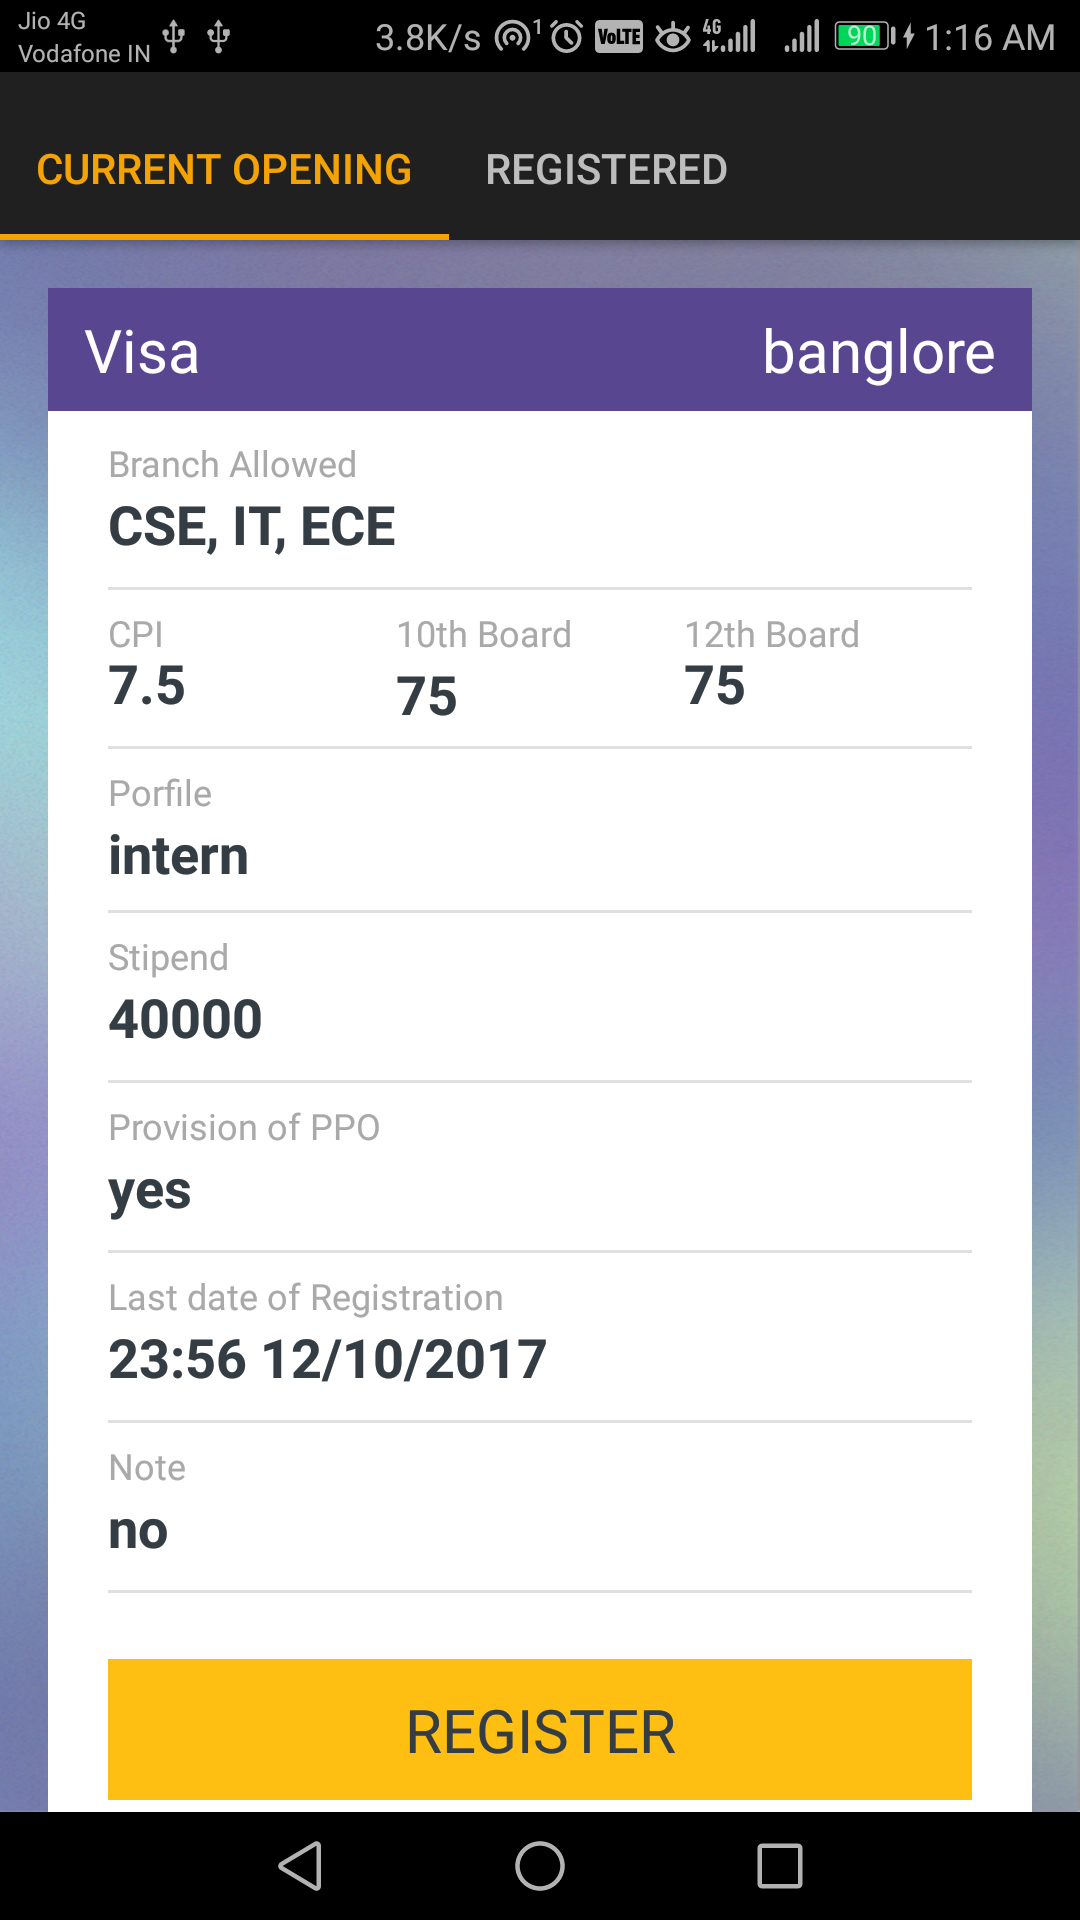 Jio 4G
Vodafone IN
3.8K/s 1 VoLTE 4G 90 1:16 AM
CURRENT OPENING REGISTERED
Visa banglore
Branch Allowed
CSE, IT, ECE
CPI 10th Board 12th Board
7.5 75 75
Porfile
intern
Stipend
40000
Provision of PPO
yes
Last date of Registration
23:56 12/10/2017
Note
no
REGISTER